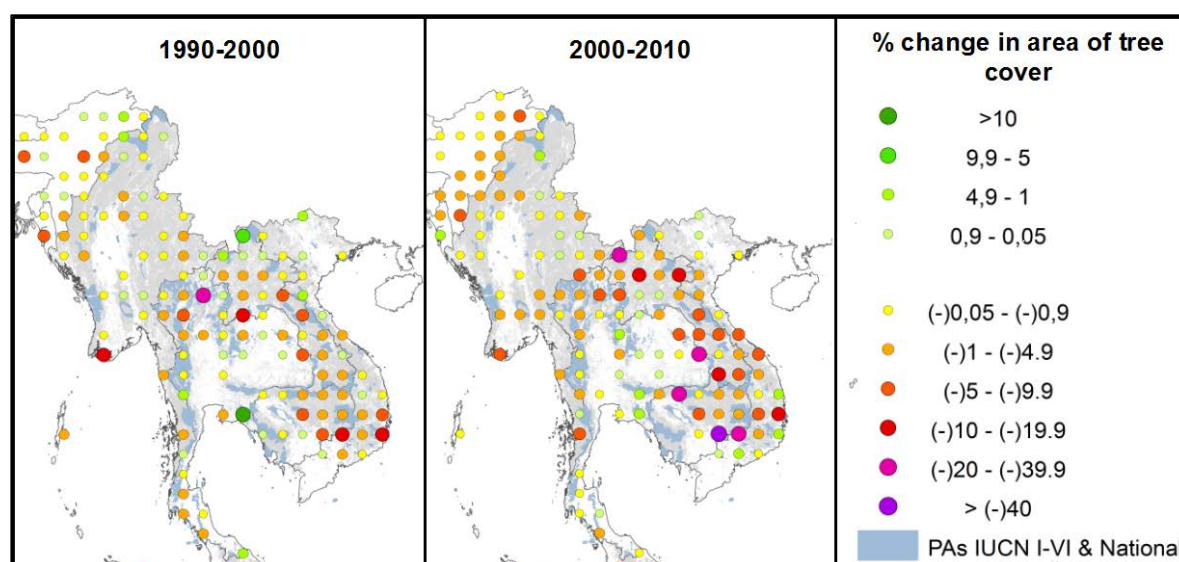 1990-2000
2000-2010
% change in area of tree
cover
>10
9,9 - 5
4,9 - 1
0,9 - 0,05
(-)0,05 - (-)0,9
(-)1 - (-)4.9
(-)5 - (-)9.9
(-)10 - (-)19.9
(-)20 - (-)39.9
> (-)40
PAs IUCN I-VI & National